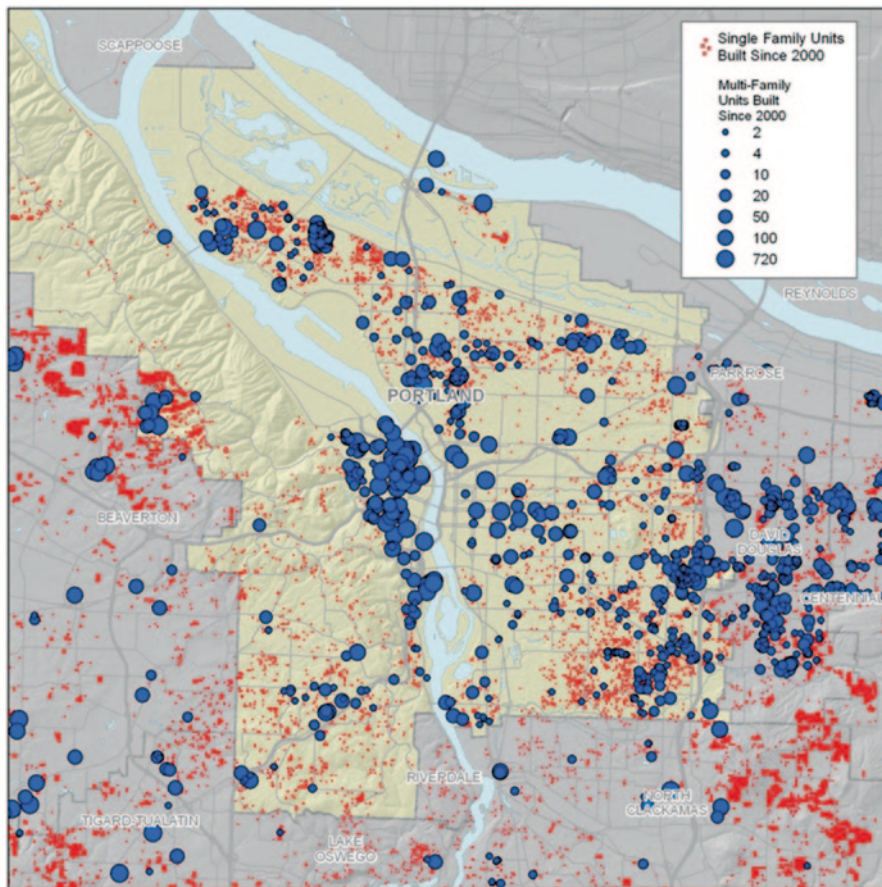 SCAPPOOSE
Single Family Units
Built Since 2000
Multi-Family
Units Built
Since 2000
2
4
10
20
50
100
720
REYNOLDS
PARKROSE
PORTLAND
BEAVERTON
DAVID
DOUGLAS
CENTENNIAL
RIVERDALE
NORTH
CLACKAMAS
TIGARD-TUALATIN
LAKE
OSWEGO